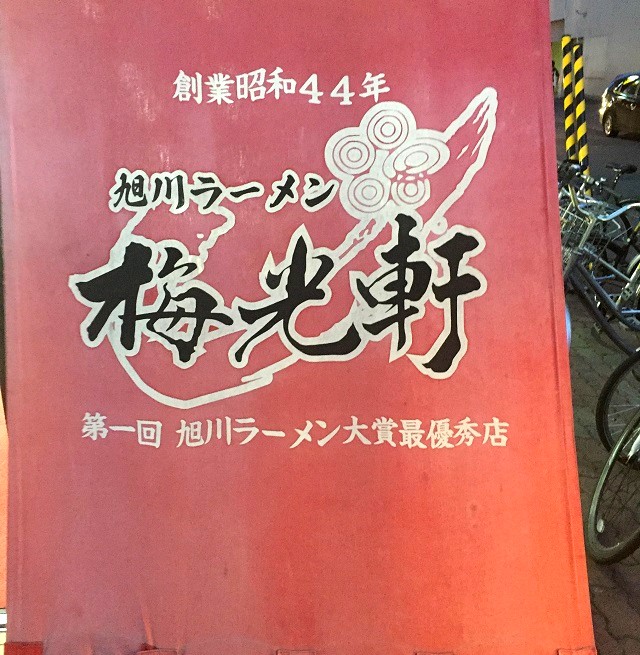 創業昭和44年
旭川ラーメン
梅光軒
第一回 旭川ラーメン大賞最優秀店